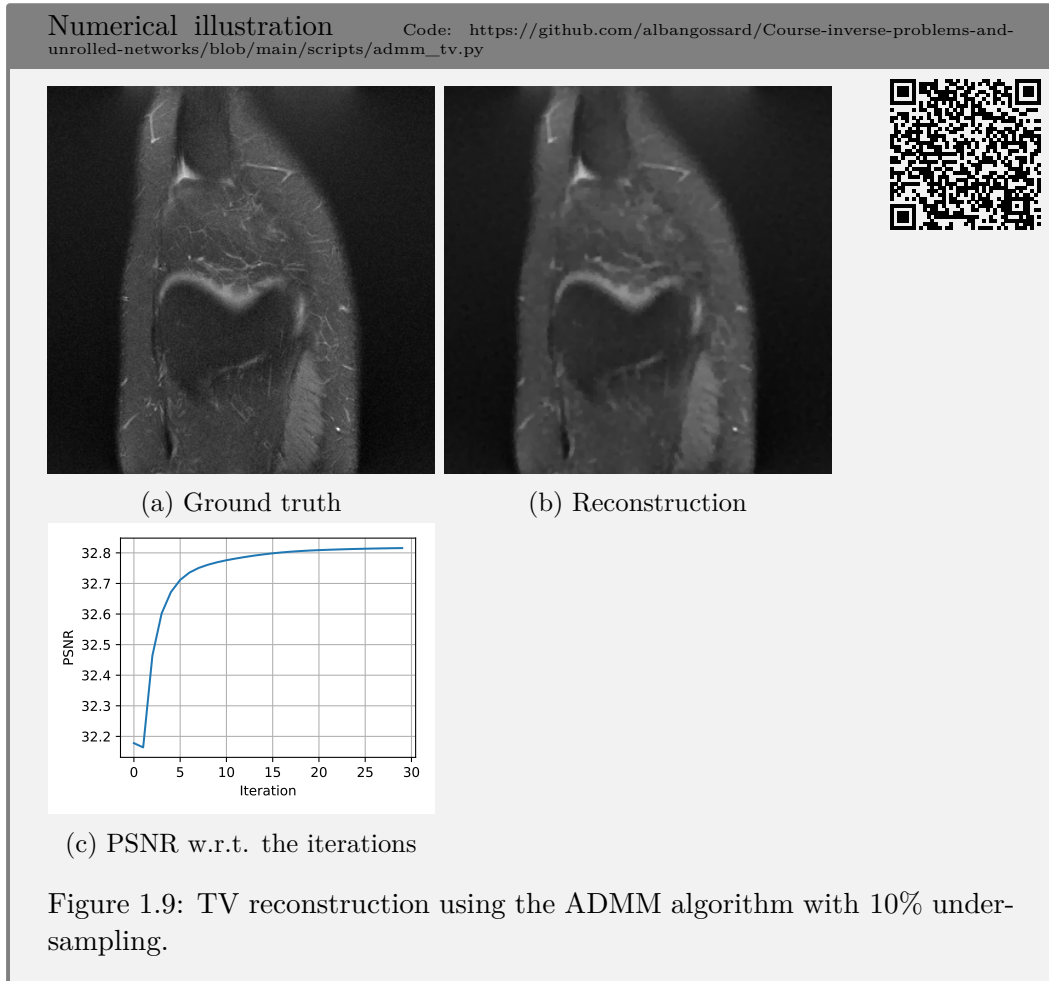 Numerical illustration Code: https://github.com/albangossard/Course-inverse-problems-and-
unrolled-networks/blob/main/scripts/admm_tv.py
(a) Ground truth
(b) Reconstruction
32.8
32.7
32.6
32.5
32.4
32.3
32.2
PSNR
0 5 10 15 20 25 30
Iteration
(c) PSNR w.r.t. the iterations
Figure 1.9: TV reconstruction using the ADMM algorithm with 10% under-
sampling.